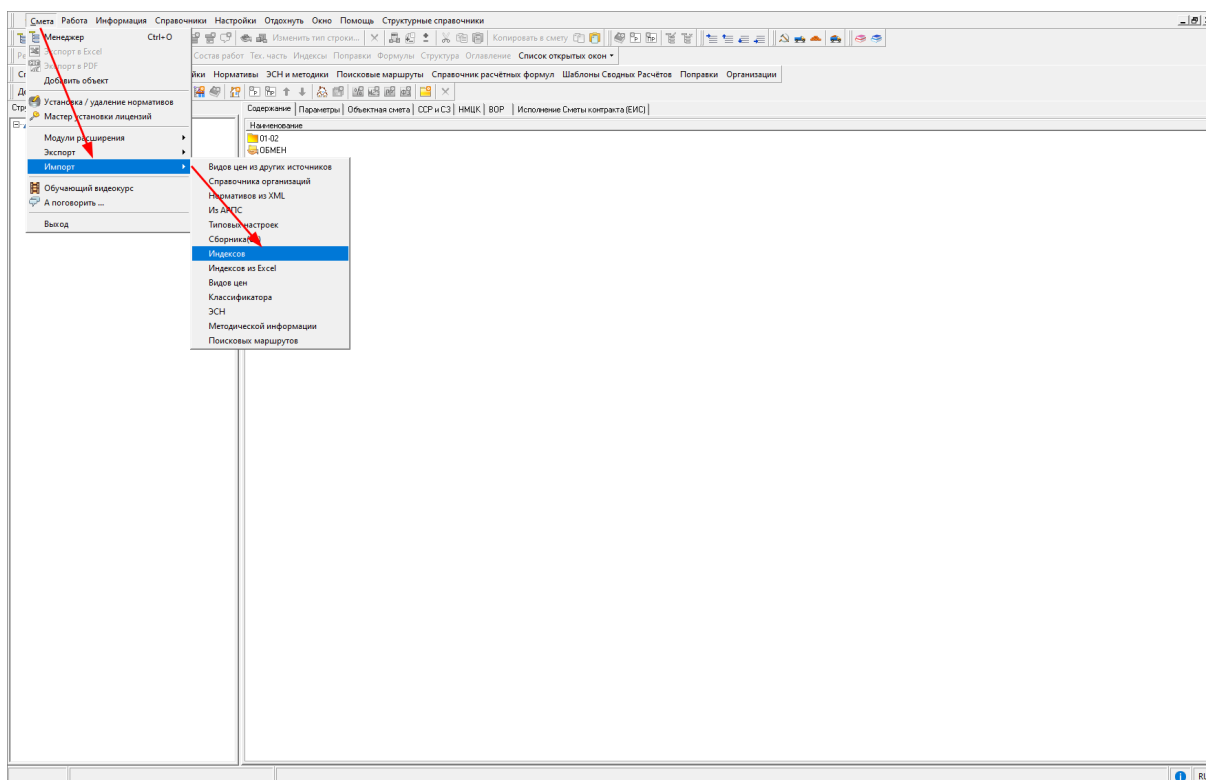 Смета Работа Информация Справочники Настройки Отдохнуть Окно Помощь Структурные справочники
Менеджер Ctrl+O
Изменить тип строки... Копировать в смету
Экспорт в Excel
Состав работ Тех. часть Индексы Поправки Формулы Структура Оглавление Список открытых окон
Экспорт в PDF
Нормативы ЭСН и методики Поисковые маршруты Справочник расчётных формул Шаблоны Сводных Расчётов Поправки Организации
Добавить объект
Установка / удаление нормативов
Содержание Параметры Объектная смета ССР и СЗ НМЦК ВОР Исполнение Сметы контракта (ЕИС)
Мастер установки лицензий
Наименование
01-02
ОБМЕН
Модули расширения
Экспорт
Импорт
Обучающий видеокурс
А поговорить ...
Выход
Видов цен из других источников
Справочника организаций
Нормативов из XML
Из АРПС
Типовых настроек
Индексов
Индексов из Excel
Видов цен
Классификатора
ЭСН
Методической информации
Поисковых маршрутов